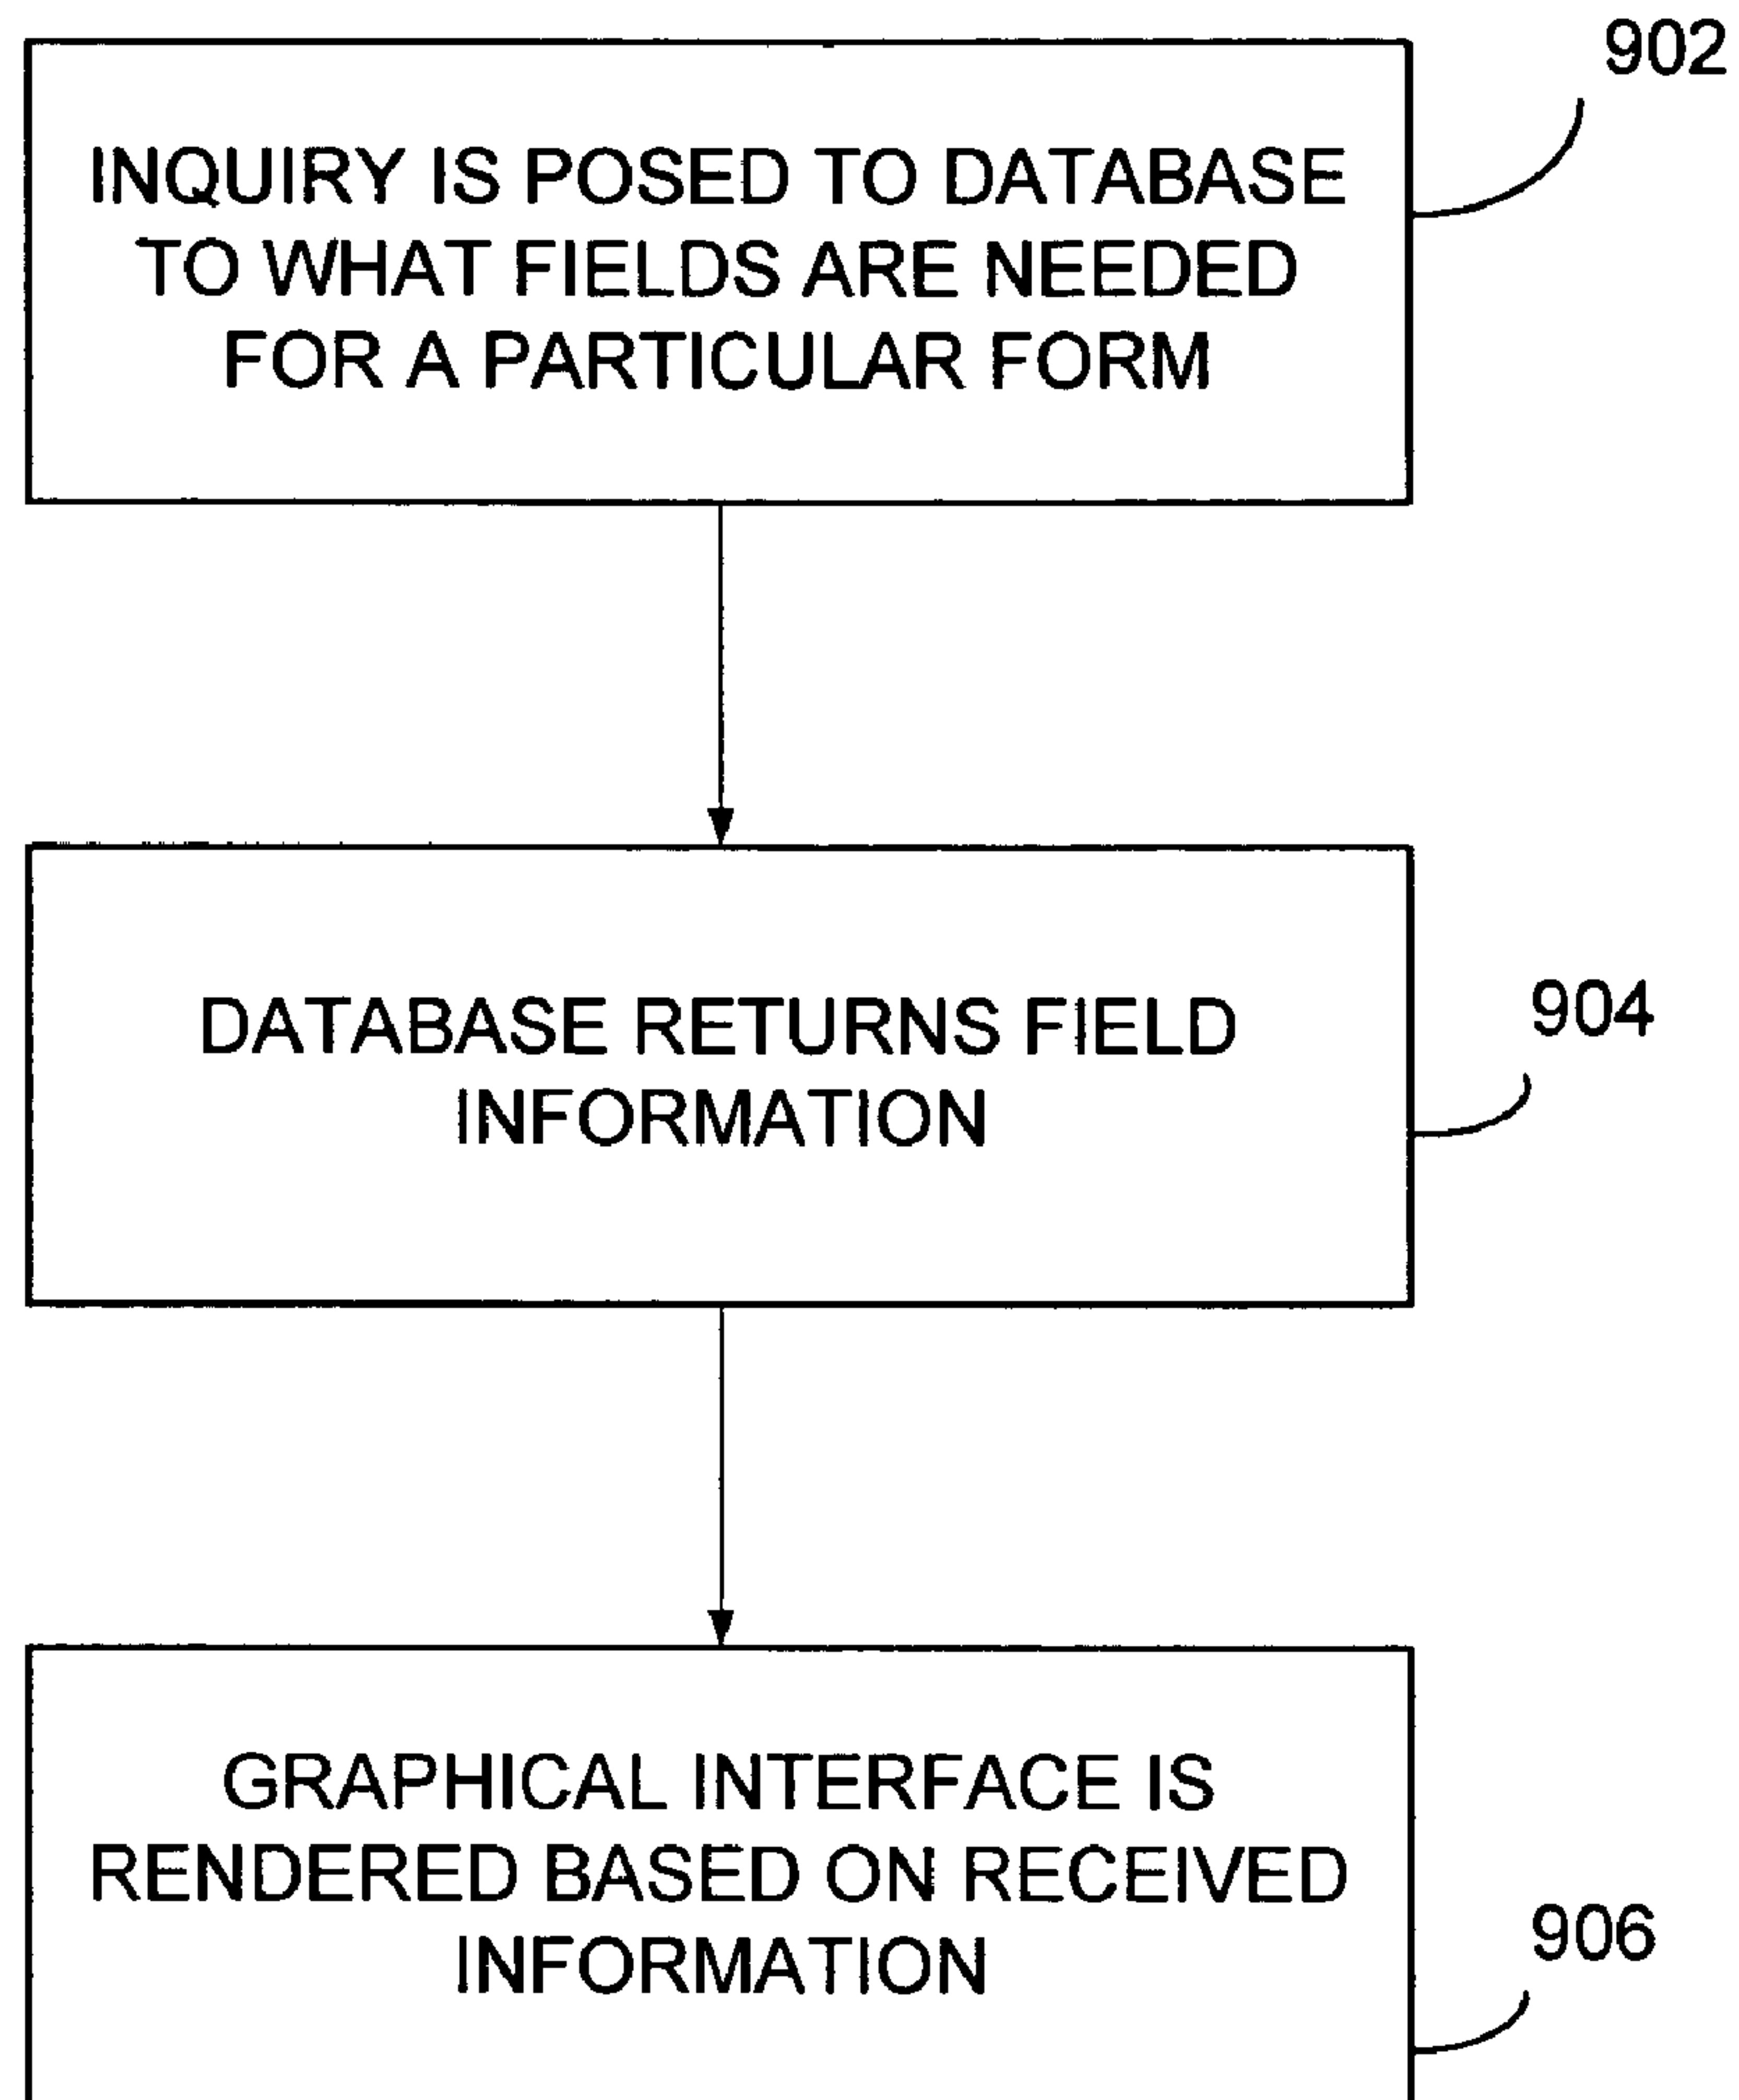 902
INQUIRY IS POSED TO DATABASE
TO WHAT FIELDS ARE NEEDED
FOR A PARTICULAR FORM
904
DATABASE RETURNS FIELD
INFORMATION
GRAPHICAL INTERFACE IS
RENDERED BASED ON RECEIVED
INFORMATION
906